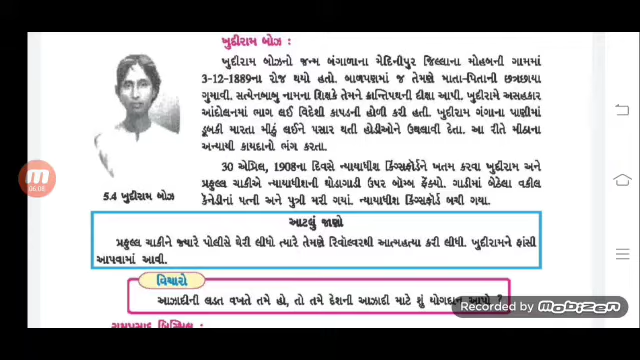 ખુદીરામ બોઝ :
ખુદીરામ બોઝનો જન્મ બંગાળાના મેદિનીપુર જિલ્લાના મોહબની ગામમાં
3-12-1889ના રોજ થયો હતો. બાળપણમાં જ તેમણે માતા-પિતાની છત્રછાયા
ગુમાવી. સત્યેનબાબુ નામના શિક્ષકે તેમને ક્રાન્તિપથની દીક્ષા આપી. ખુદીરામે અસહકાર
આંદોલનમાં ભાગ લઈ વિદેશી કાપડની હોળી કરી હતી. ખુદીરામ ગંગાના પાણીમાં
ડૂબકી મારતા મીઠું લઈને પસાર થતી હોડીઓને ઉથલાવી દેતા. આ રીતે મીઠાના
અન્યાયી કાયદાનો ભંગ કરતા.
30 એપ્રિલ, 1908ના દિવસે ન્યાયાધીશ કિંગ્સફોર્ડને ખતમ કરવા ખુદીરામ અને
પ્રફુલ્લ ચાકીએ ન્યાયાધીશની ઘોડાગાડી ઉપર બૉમ્બ ફેંક્યો. ગાડીમાં બેઠેલા વકીલ
કેનેડીનાં પત્ની અને પુત્રી મરી ગયાં. ન્યાયાધીશ કિંગ્સફોર્ડ બચી ગયા.
5.4 ખુદીરામ બોઝ
06:08
આટલું જાણો
પ્રફુલ્લ ચાકીને જ્યારે પોલીસે ઘેરી લીધો ત્યારે તેમણે રિવોલ્વરથી આત્મહત્યા કરી લીધી. ખુદીરામને ફાંસી
આપવામાં આવી.
વિચારો
આઝાદીની લડત વખતે તમે હો, તો તમે દેશની આઝાદી માટે શું યોગદાન આપો ?
Recorded by
mobizen